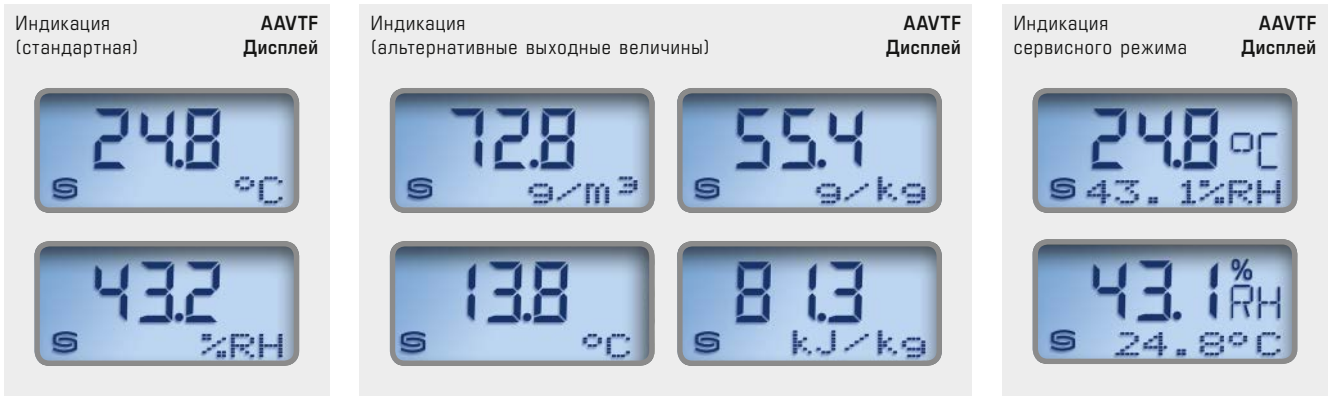 Индикация
(стандартная)
AAVTF
Дисплей
24.8
°C
43.2
%RH
Индикация
(альтернативные выходные величины)
AAVTF
Дисплей
72.8
g/m³
55.4
g/kg
13.8
°C
81.3
kJ/kg
Индикация
сервисного режима
AAVTF
Дисплей
24.8 °C
43.1%RH
43.1 % RH
24.8°C